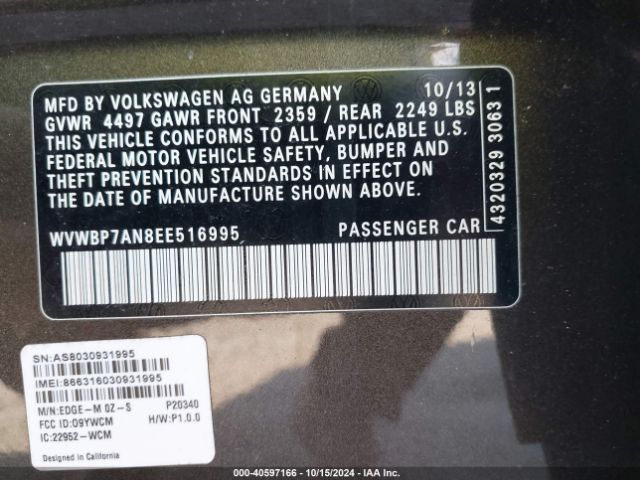 MFD BY VOLKSWAGEN AG GERMANY 10/13
GVWR 4497 GAWR FRONT 2359 / REAR 2249 LBS
THIS VEHICLE CONFORMS TO ALL APPLICABLE U.S.
FEDERAL MOTOR VEHICLE SAFETY, BUMPER AND
THEFT PREVENTION STANDARDS IN EFFECT ON
THE DATE OF MANUFACTURE SHOWN ABOVE.
WVWBP7AN8EE516995 PASSENGER CAR
4320329 3063 1
SN:AS8030931995
IMEI:866316030931995
M/N:EDGE-M 0Z-S P20340
FCC ID:O9YWCM H/W:P1.0.0
IC:22952-WCM
Designed in California
000-40597166 - 10/15/2024 - IAA Inc.